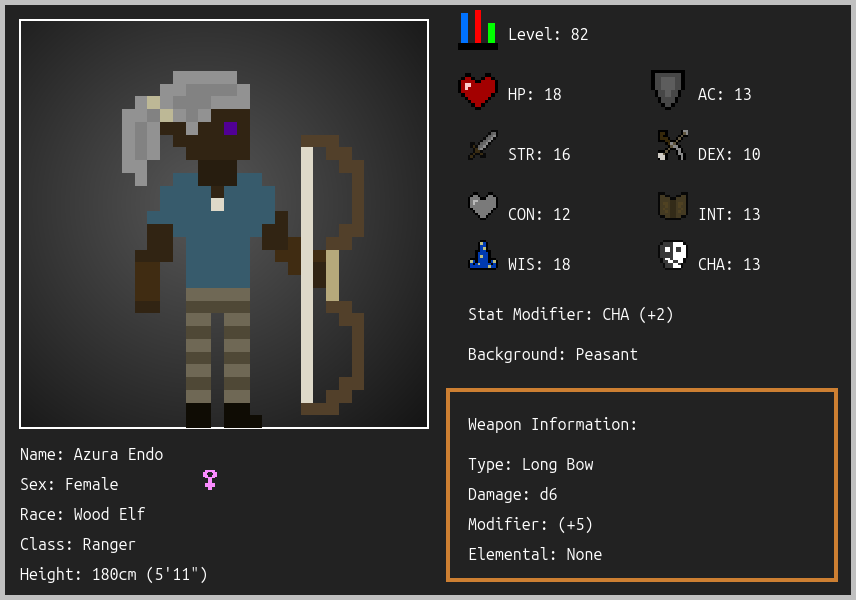 Level: 82
HP: 18
AC: 13
STR: 16
DEX: 10
CON: 12
INT: 13
WIS: 18
CHA: 13
Stat Modifier: CHA (+2)
Background: Peasant
Weapon Information:
Type: Long Bow
Damage: d6
Modifier: (+5)
Elemental: None
Name: Azura Endo
Sex: Female
Race: Wood Elf
Class: Ranger
Height: 180cm (5'11")